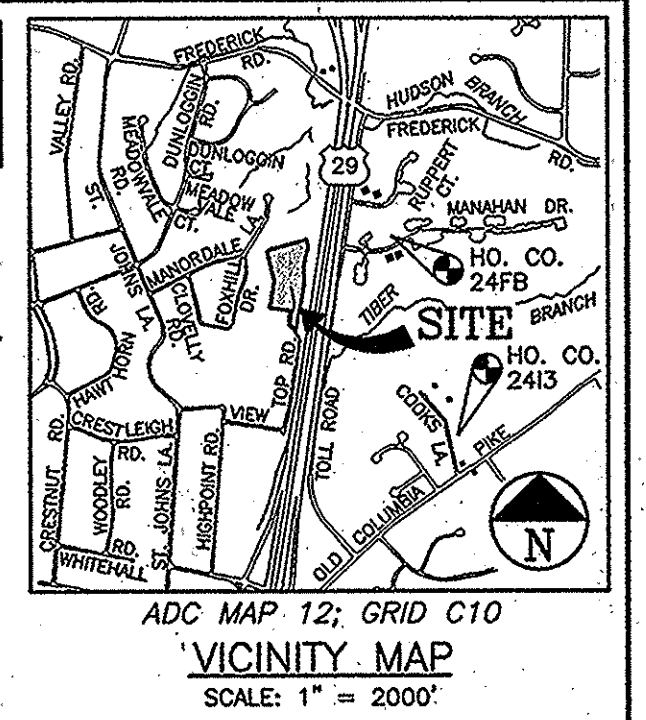 FREDERICK
RD.
VALLEY RD.
DUNLOGGIN
RD.
HUDSON BRANCH
FREDERICK
RD.
MEADOWVALE
RD.
DUNLOGGIN
CT.
MEADOW
VALE
CT.
29
RUPPERT
CT.
MANAHAN DR.
ST. JOHNS LA.
MANORDALE LA.
FOXHILL
DR.
CLOVELLY
RD.
HO. CO.
24FB
TIBER BRANCH
SITE
HAWTHORN
RD.
HO. CO.
24I3
COOKS
LA.
VIEW TOP RD.
TOLL ROAD
CRESTLEIGH
RD.
CHESTNUT RD.
WOODLEY
RD.
WHITEHALL
RD.
ST. JOHNS LA.
HIGHPOINT RD.
OLD COLUMBIA PIKE
N
ADC MAP 12; GRID C10
VICINITY MAP
SCALE: 1" = 2000'